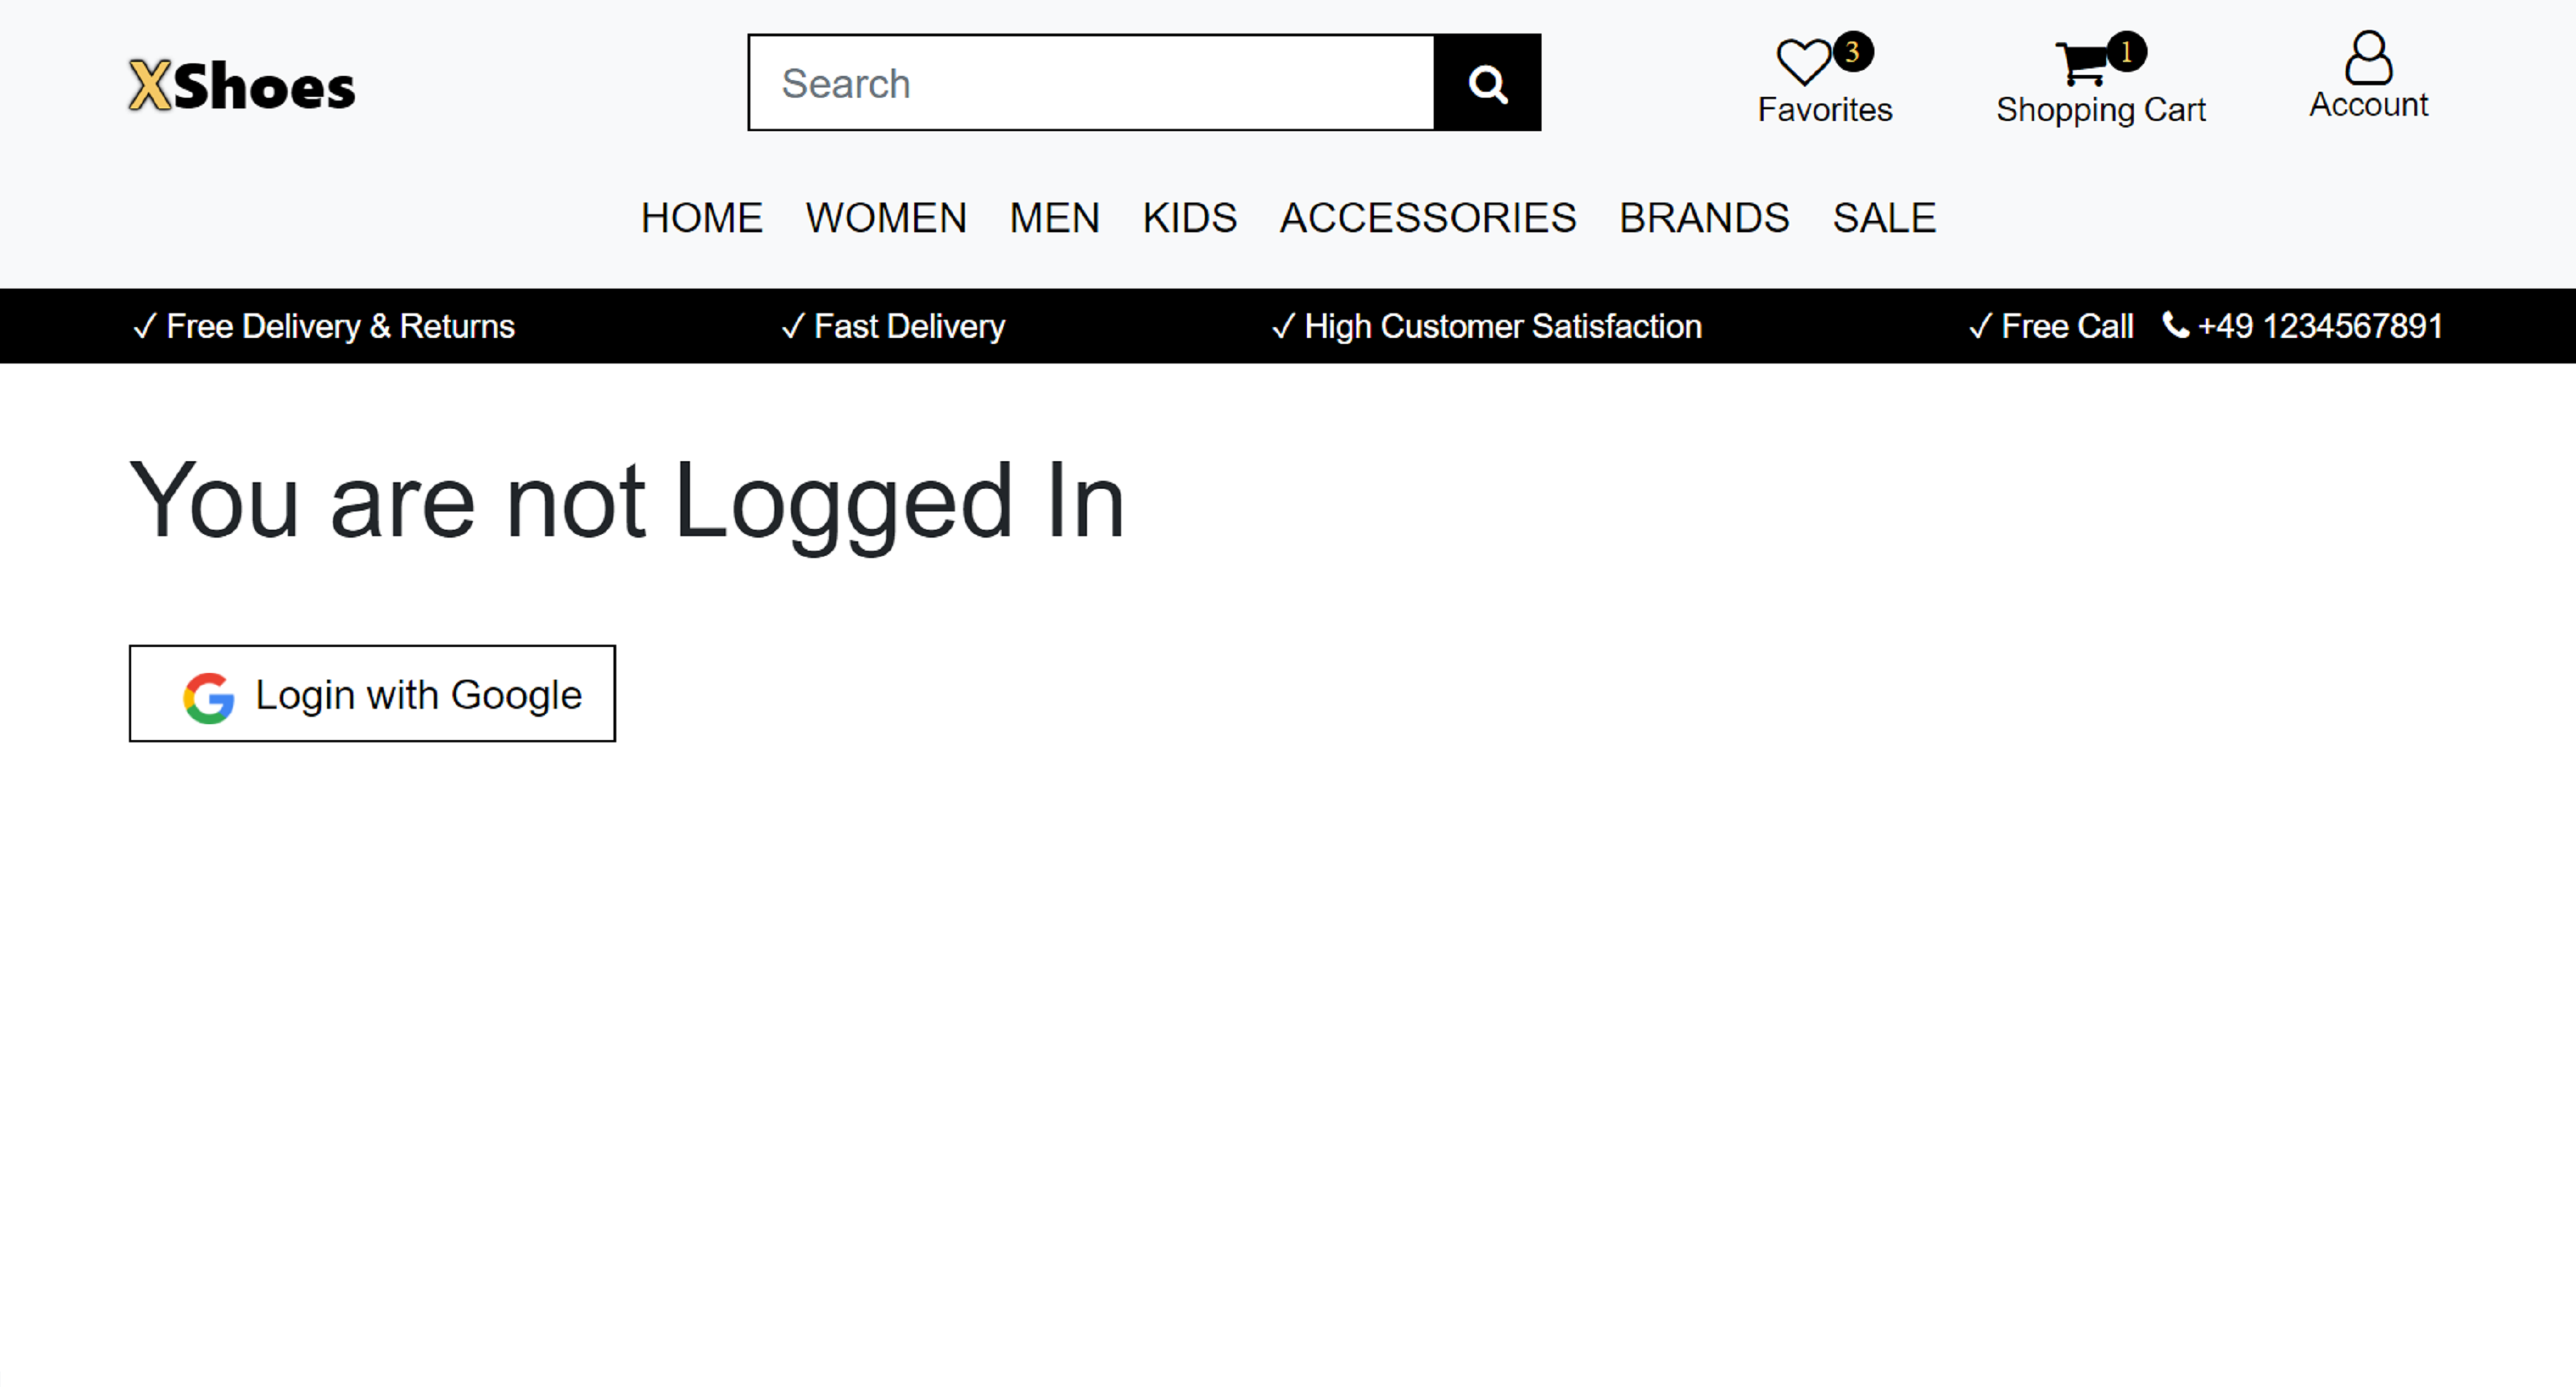 XShoes
Search
3
Favorites
1
Shopping Cart
Account
HOME WOMEN MEN KIDS ACCESSORIES BRANDS SALE
✓ Free Delivery & Returns ✓ Fast Delivery ✓ High Customer Satisfaction ✓ Free Call +49 1234567891
You are not Logged In
Login with Google